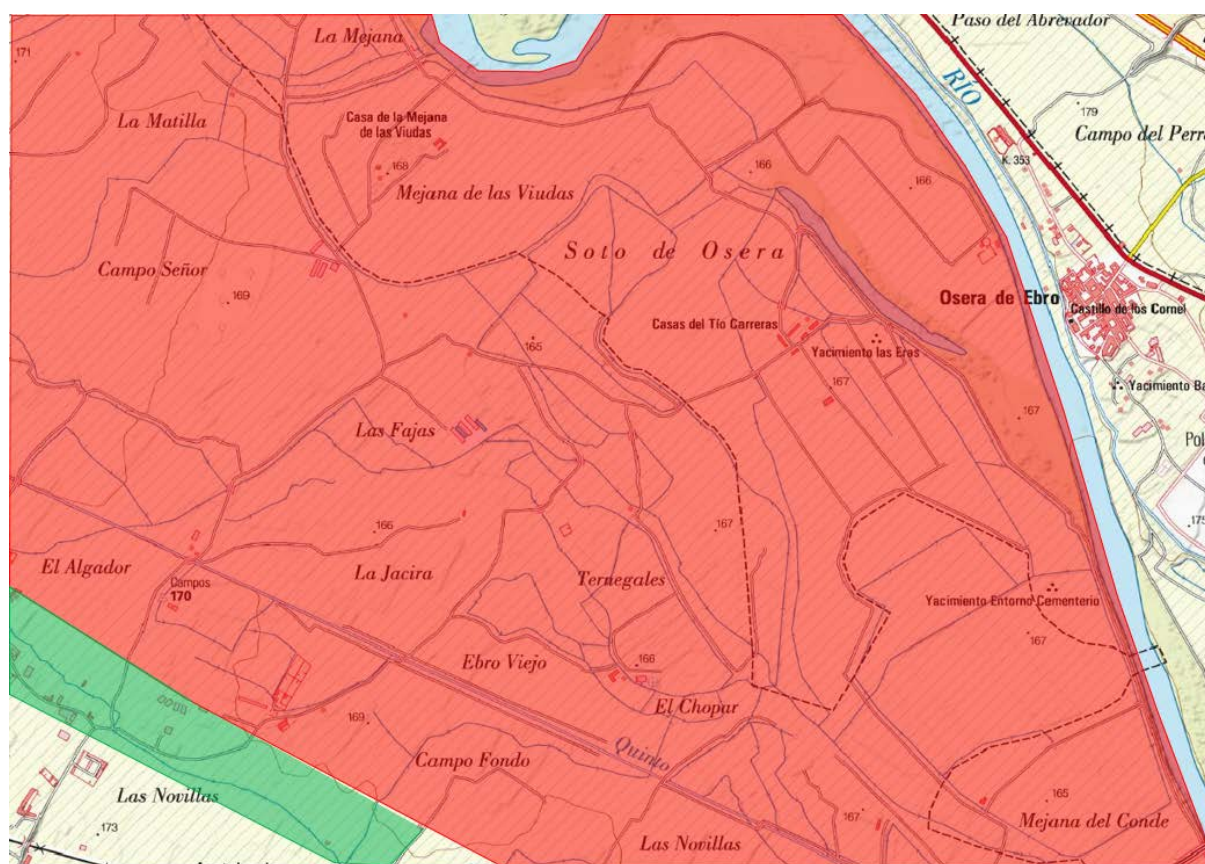 Paso del Abrevador
La Mejana
171
RÍO
179
La Matilla
Casa de la Mejana
de las Viudas
Campo del Perr
K. 353
168
166
166
Mejana de las Viudas
Soto de Osera
Campo Señor
169
Osera de Ebro
Castillo de los Cornel
Casas del Tío Carreras
165
Yacimiento las Eras
167
Yacimiento Ba
167
Las Fajas
Pol
167
175
166
El Algador
La Jacira
Ternegales
Campos
170
Yacimiento Entorno Cementerio
167
Ebro Viejo
166
El Chopar
169
Quinto
Campo Fondo
165
Las Novillas
Mejana del Conde
167
173
Las Novillas